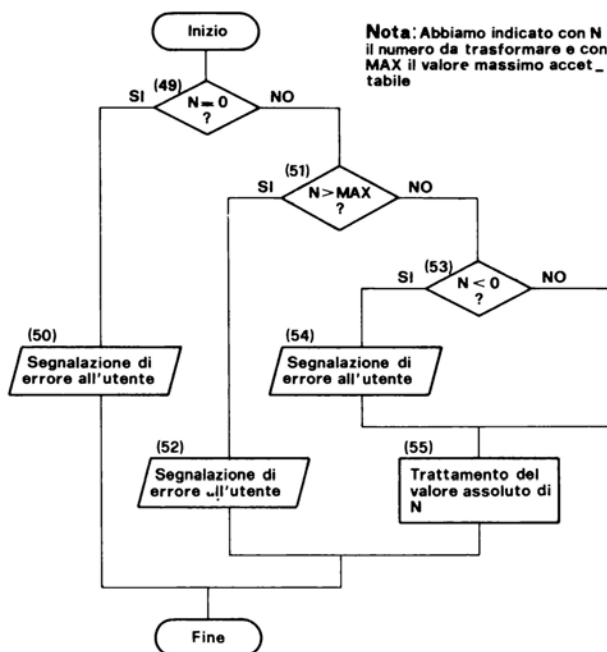 Inizio
Nota: Abbiamo indicato con N
il numero da trasformare e con
MAX il valore massimo accet_
tabile
(49)
SI
N=0
?
NO
(51)
SI
N>MAX
?
NO
(53)
SI
N<0
?
NO
(50)
Segnalazione di
errore all'utente
(54)
Segnalazione di
errore all'utente
(52)
Segnalazione di
errore all'utente
(55)
Trattamento del
valore assoluto di
N
Fine